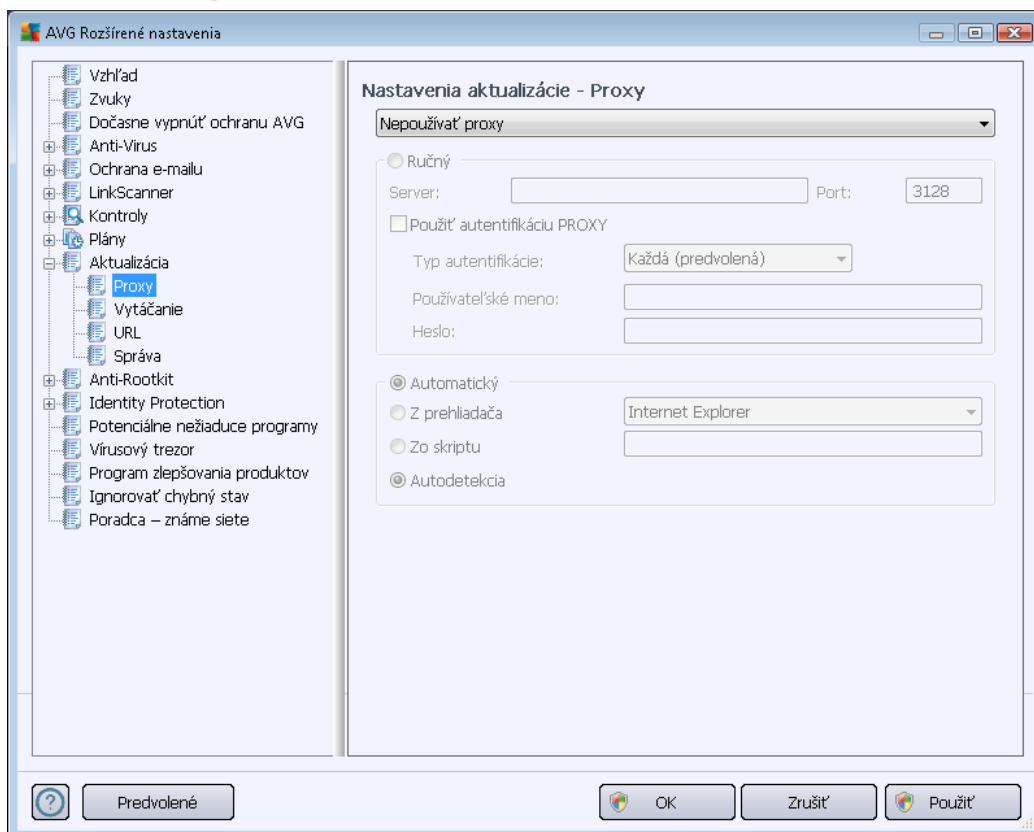 AVG Rozšírené nastavenia
Vzhľad
Zvuky
Dočasne vypnúť ochranu AVG
Anti-Virus
Ochrana e-mailu
LinkScanner
Kontroly
Plány
Aktualizácia
Proxy
Vytáčanie
URL
Správa
Anti-Rootkit
Identity Protection
Potenciálne nežiaduce programy
Vírusový trezor
Program zlepšovania produktov
Ignorovať chybný stav
Poradca – známe siete
Nastavenia aktualizácie - Proxy
Nepoužívať proxy
Ručný
Server: Port: 3128
Použiť autentifikáciu PROXY
Typ autentifikácie: Každá (predvolená)
Používateľské meno:
Heslo:
Automatický
Z prehliadača Internet Explorer
Zo skriptu
Autodetekcia
? Predvolené OK Zrušiť Použiť